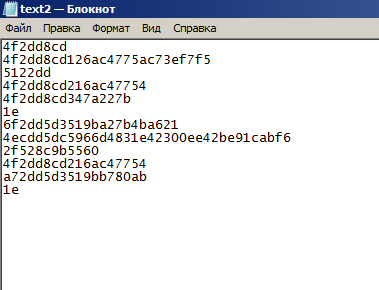 text2 — Блокнот
Файл Правка Формат Вид Справка
4f2dd8cd
4f2dd8cd126ac4775ac73ef7f5
5122dd
4f2dd8cd216ac47754
4f2dd8cd347a227b
1e
6f2dd5d3519ba27b4ba621
4ecdd5dc5966d4831e42300ee42be91cabf6
2f528c9b5560
4f2dd8cd216ac47754
a72dd5d3519bb780ab
1e